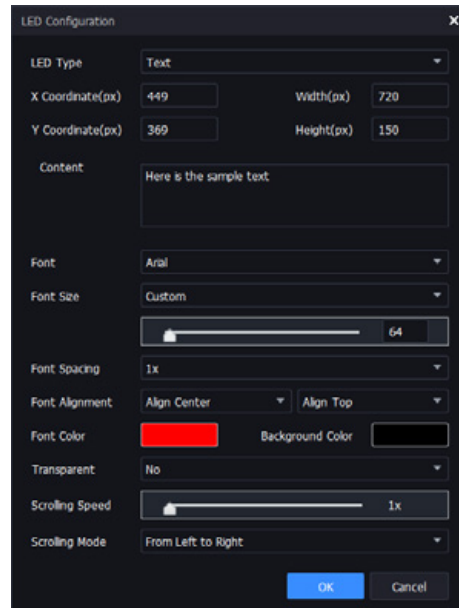 LED Configuration
LED Type Text
X Coordinate(px) 449 Width(px) 720
Y Coordinate(px) 369 Height(px) 150
Content Here is the sample text
Font Arial
Font Size Custom
64
Font Spacing 1x
Font Alignment Align Center Align Top
Font Color Background Color
Transparent No
Scrolling Speed 1x
Scrolling Mode From Left to Right
OK Cancel